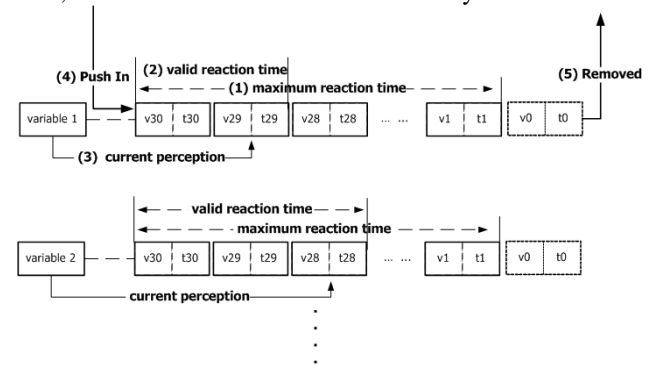 (2) valid reaction time
(4) Push In
(5) Removed
(1) maximum reaction time
variable 1 v30 t30 v29 t29 v28 t28 ... ... v1 t1 v0 t0
(3) current perception
valid reaction time
maximum reaction time
variable 2 v30 t30 v29 t29 v28 t28 ... ... v1 t1 v0 t0
current perception